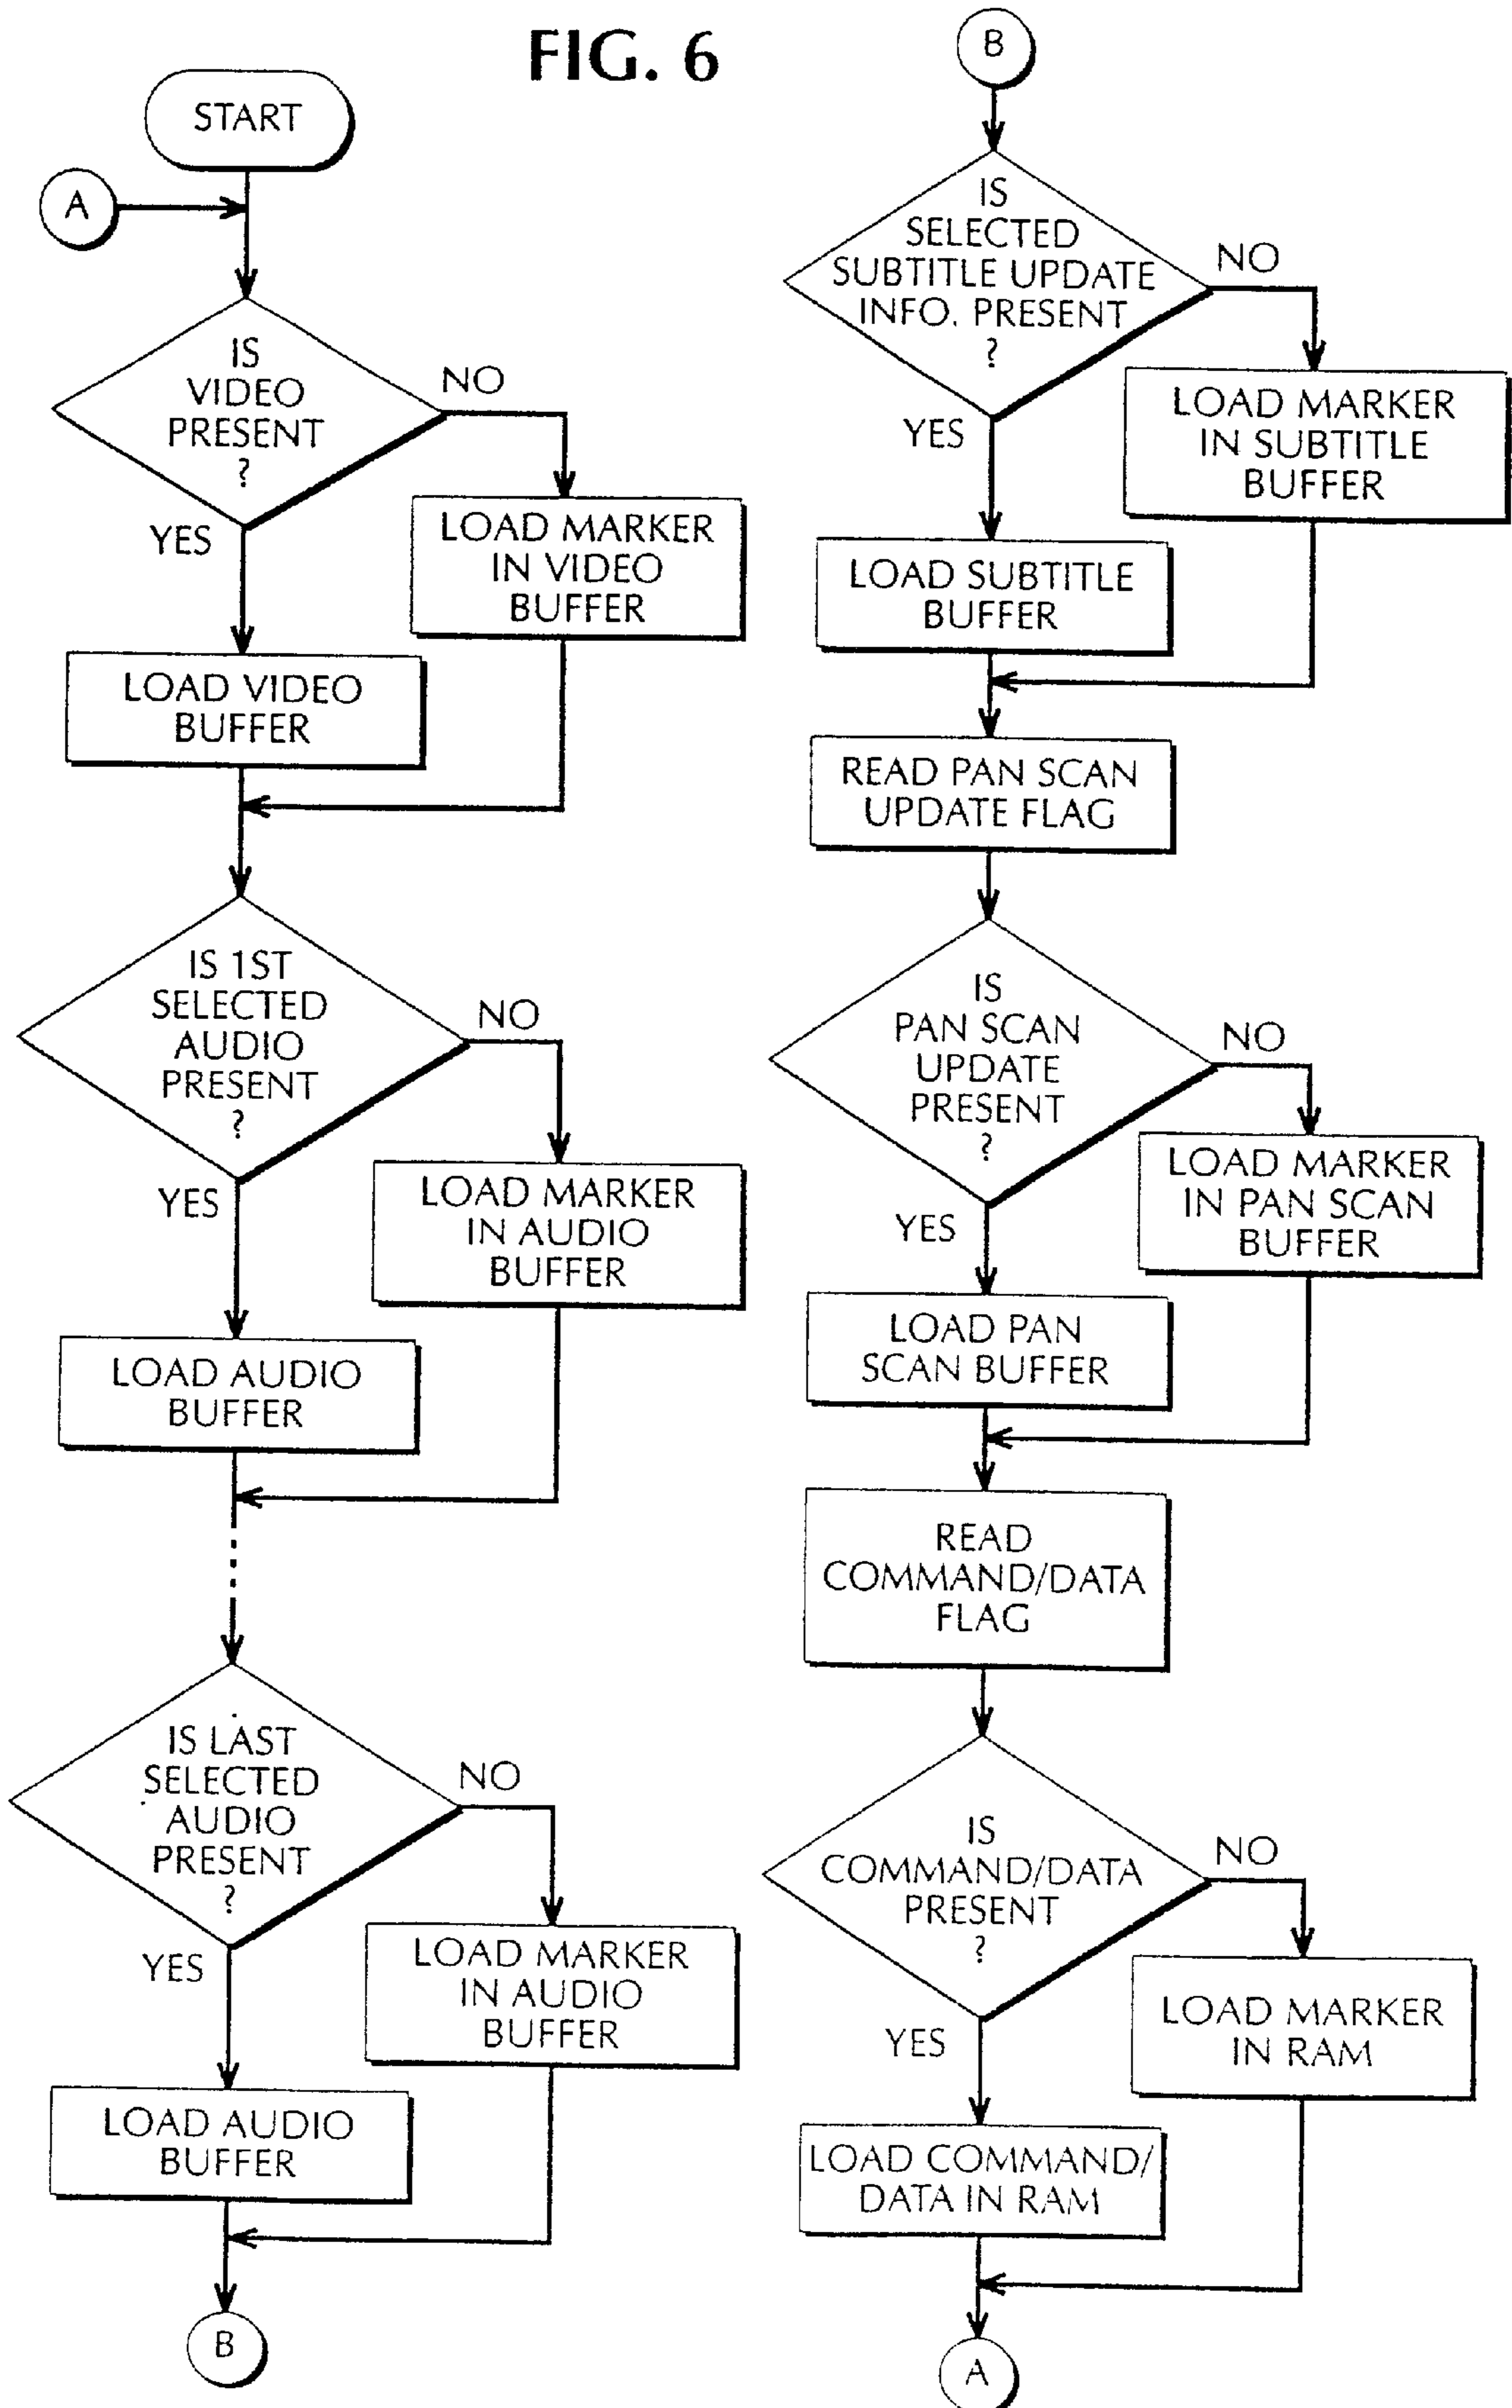 FIG. 6
START
A
IS
VIDEO
PRESENT
?
NO
YES
LOAD MARKER
IN VIDEO
BUFFER
LOAD VIDEO
BUFFER
IS 1ST
SELECTED
AUDIO
PRESENT
?
NO
YES
LOAD MARKER
IN AUDIO
BUFFER
LOAD AUDIO
BUFFER
IS LAST
SELECTED
AUDIO
PRESENT
?
NO
YES
LOAD MARKER
IN AUDIO
BUFFER
LOAD AUDIO
BUFFER
B
B
IS
SELECTED
SUBTITLE UPDATE
INFO. PRESENT
?
NO
YES
LOAD MARKER
IN SUBTITLE
BUFFER
LOAD SUBTITLE
BUFFER
READ PAN SCAN
UPDATE FLAG
IS
PAN SCAN
UPDATE
PRESENT
?
NO
YES
LOAD MARKER
IN PAN SCAN
BUFFER
LOAD PAN
SCAN BUFFER
READ
COMMAND/DATA
FLAG
IS
COMMAND/DATA
PRESENT
?
NO
YES
LOAD MARKER
IN RAM
LOAD COMMAND/
DATA IN RAM
A